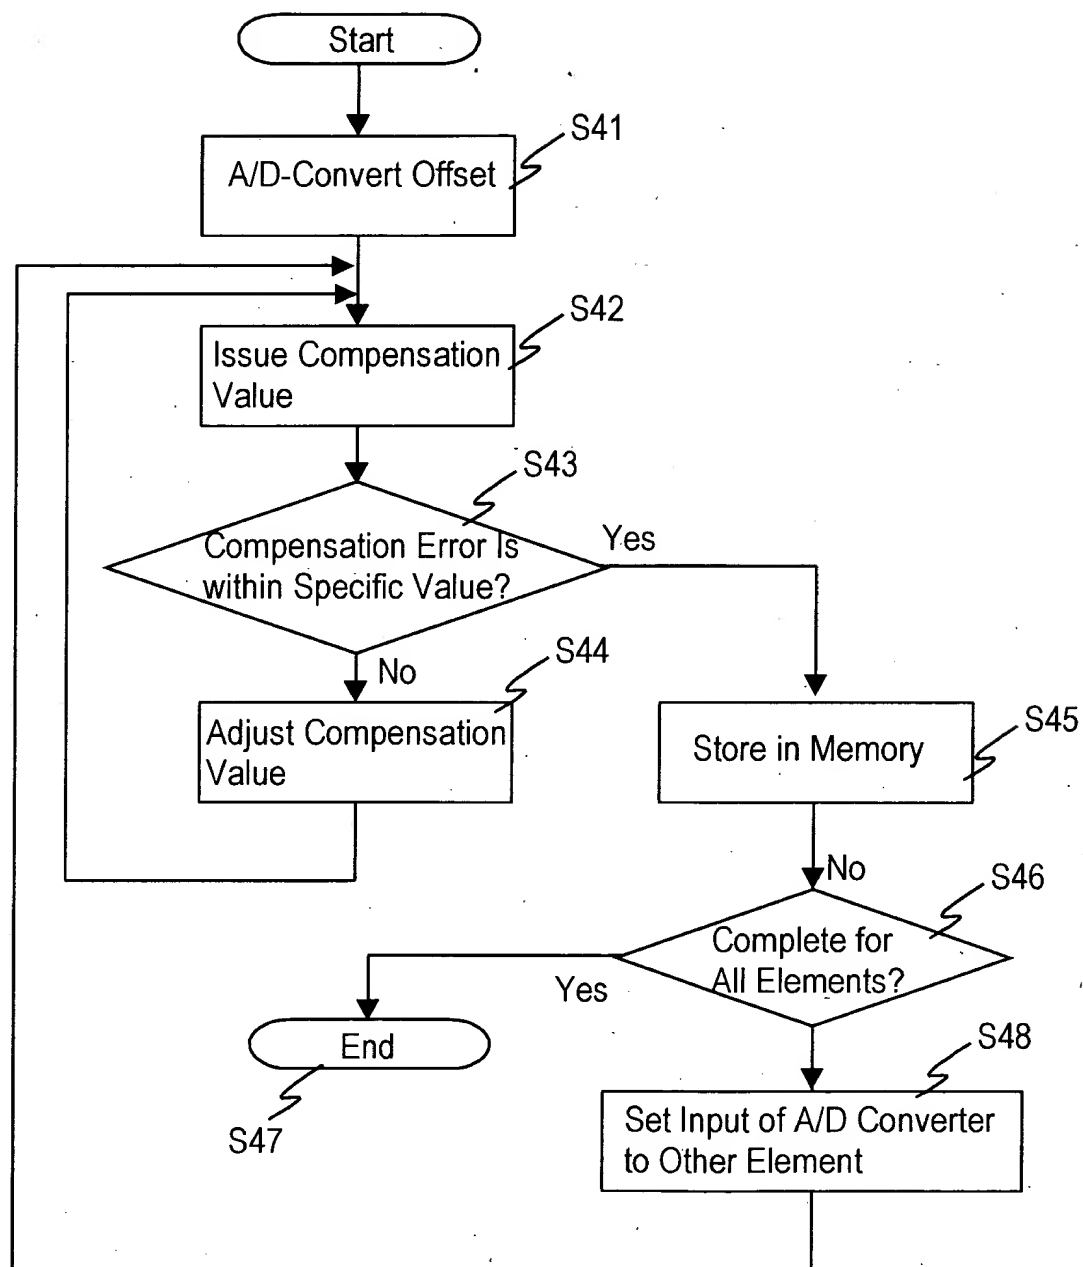 Start
S41
A/D-Convert Offset
S42
Issue Compensation
Value
S43
Compensation Error Is
within Specific Value?
Yes
No
S44
Adjust Compensation
Value
S45
Store in Memory
No
S46
Complete for
All Elements?
Yes
End
S47
S48
Set Input of A/D Converter
to Other Element